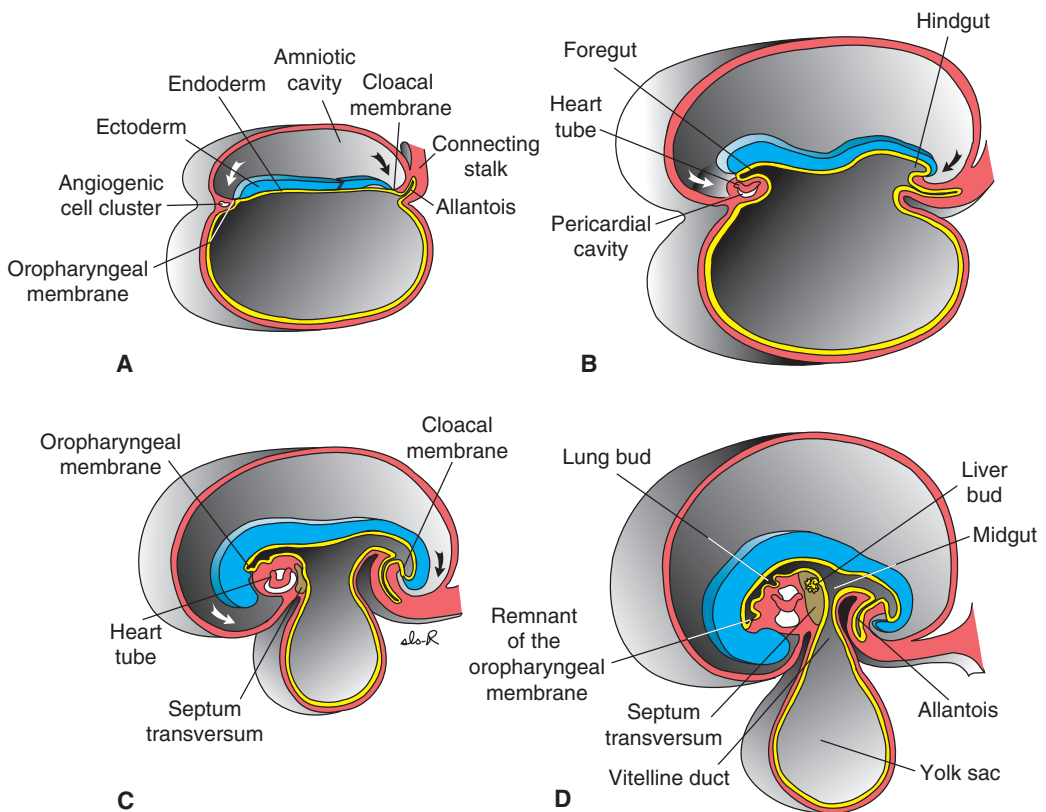 Amniotic
cavity
Endoderm
Cloacal
membrane
Ectoderm
Connecting
stalk
Angiogenic
cell cluster
Allantois
Oropharyngeal
membrane
A
Hindgut
Foregut
Heart
tube
Pericardial
cavity
B
Oropharyngeal
membrane
Cloacal
membrane
Heart
tube
sls-R
Septum
transversum
C
Lung bud
Liver
bud
Midgut
Remnant
of the
oropharyngeal
membrane
Septum
transversum
Allantois
Vitelline duct
Yolk sac
D